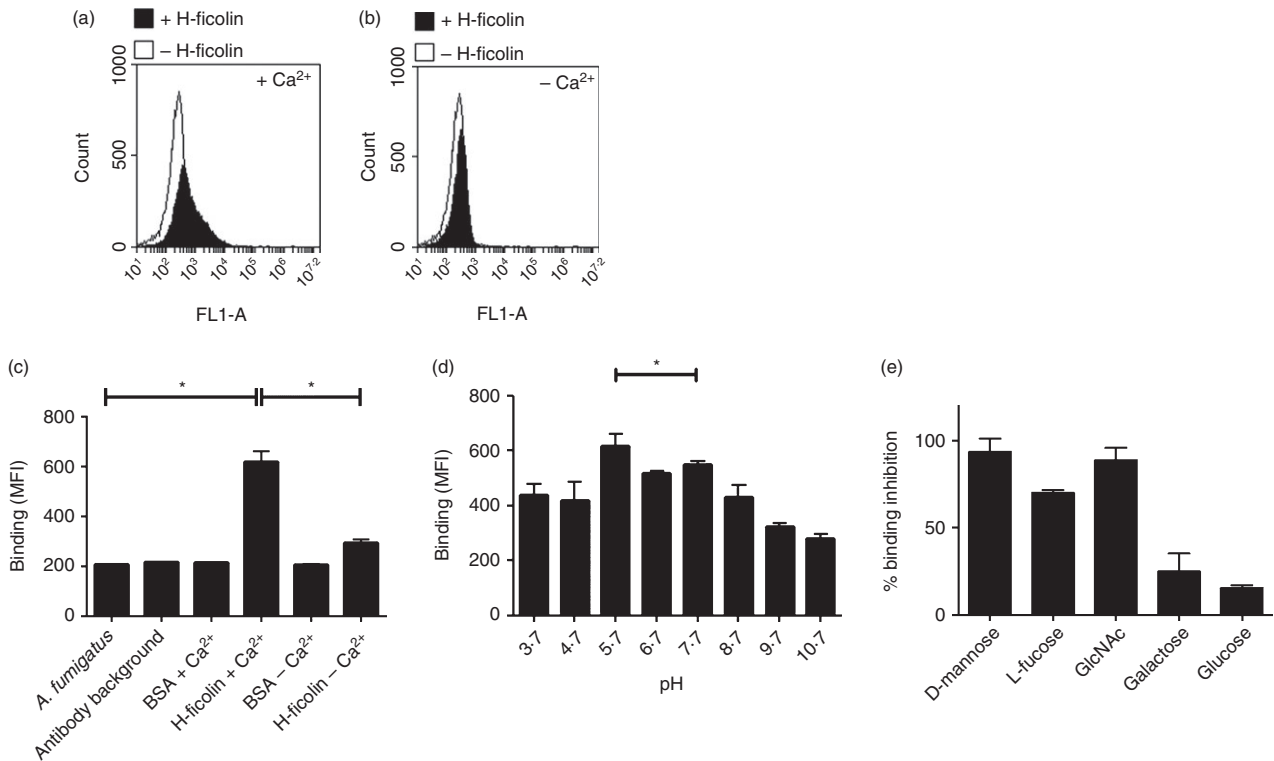 (a)
+ H-ficolin
– H-ficolin
+ Ca²⁺
1000
500
0
Count
10¹ 10² 10³ 10⁴ 10⁵ 10⁶ 10⁷·²
FL1-A
(b)
+ H-ficolin
– H-ficolin
– Ca²⁺
1000
500
0
Count
10¹ 10² 10³ 10⁴ 10⁵ 10⁶ 10⁷·²
FL1-A
(c)
*
*
800
600
400
200
0
Binding (MFI)
A. fumigatus
Antibody background
BSA + Ca²⁺
H-ficolin + Ca²⁺
BSA – Ca²⁺
H-ficolin – Ca²⁺
(d)
*
800
600
400
200
0
Binding (MFI)
3·7 4·7 5·7 6·7 7·7 8·7 9·7 10·7
pH
(e)
100
50
0
% binding inhibition
D-mannose
L-fucose
GlcNAc
Galactose
Glucose